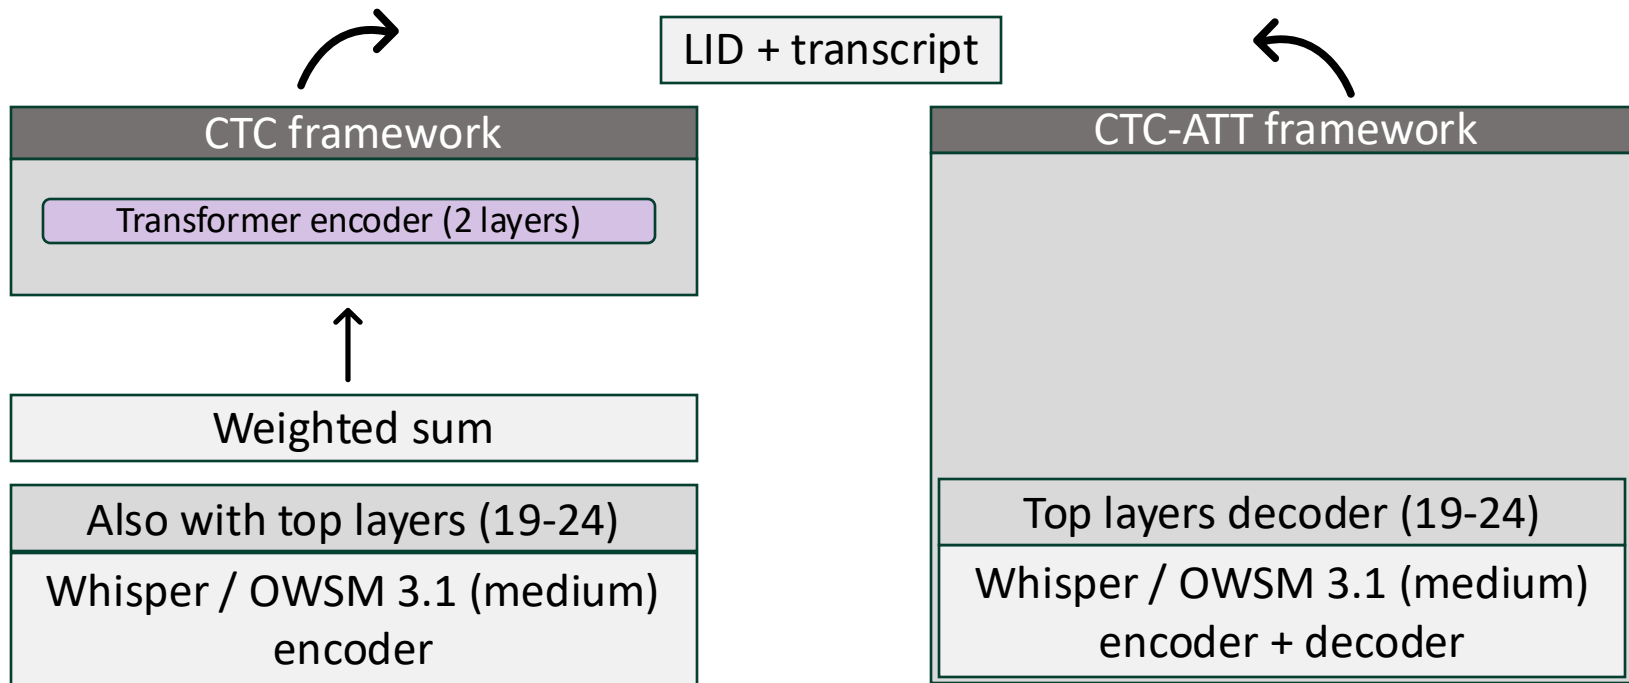 LID + transcript
CTC framework
Transformer encoder (2 layers)
Weighted sum
Also with top layers (19-24)
Whisper / OWSM 3.1 (medium)
encoder
CTC-ATT framework
Top layers decoder (19-24)
Whisper / OWSM 3.1 (medium)
encoder + decoder